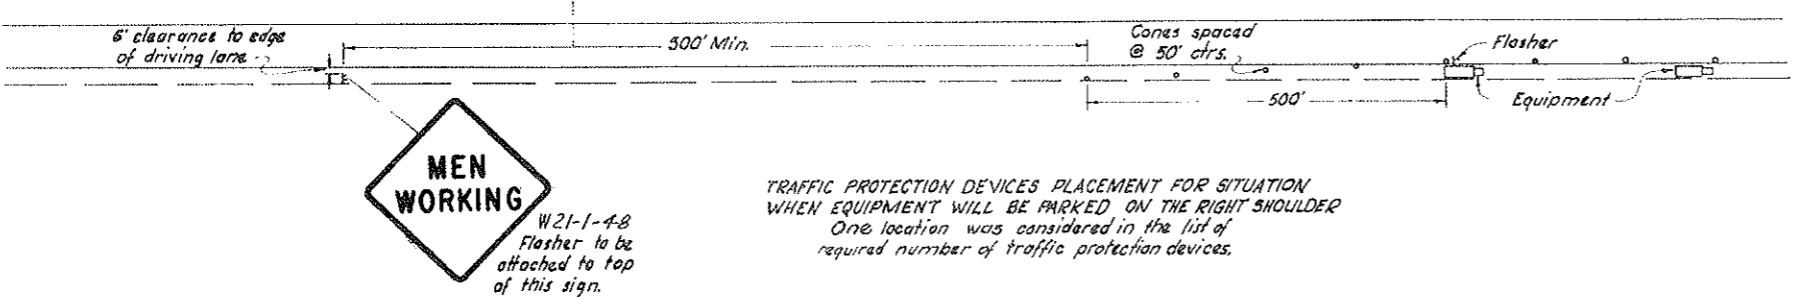 6' clearance to edge
of driving lane
500' Min.
Cones spaced
@ 50' ctrs.
Flasher
500'
Equipment
MEN
WORKING
W21-1-48
Flasher to be
attached to top
of this sign.
TRAFFIC PROTECTION DEVICES PLACEMENT FOR SITUATION
WHEN EQUIPMENT WILL BE PARKED ON THE RIGHT SHOULDER
One location was considered in the list of
required number of traffic protection devices.